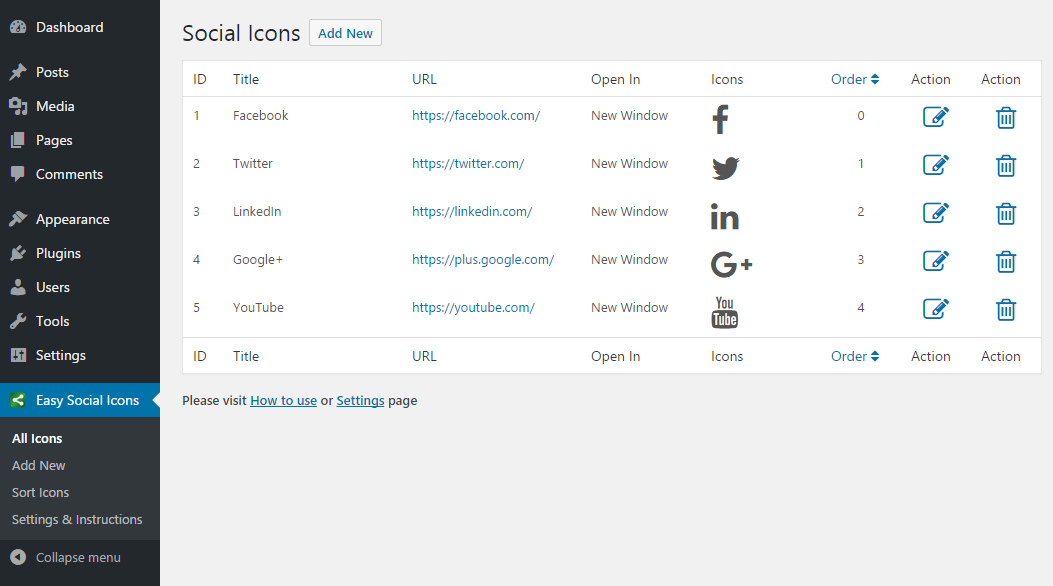 Dashboard
Posts
Media
Pages
Comments
Appearance
Plugins
Users
Tools
Settings
Easy Social Icons
All Icons
Add New
Sort Icons
Settings & Instructions
Collapse menu
Social Icons Add New
ID Title URL Open In Icons Order Action Action
1 Facebook https://facebook.com/ New Window f 0
2 Twitter https://twitter.com/ New Window 1
3 LinkedIn https://linkedin.com/ New Window in 2
4 Google+ https://plus.google.com/ New Window G+ 3
5 YouTube https://youtube.com/ New Window You Tube 4
ID Title URL Open In Icons Order Action Action
Please visit How to use or Settings page